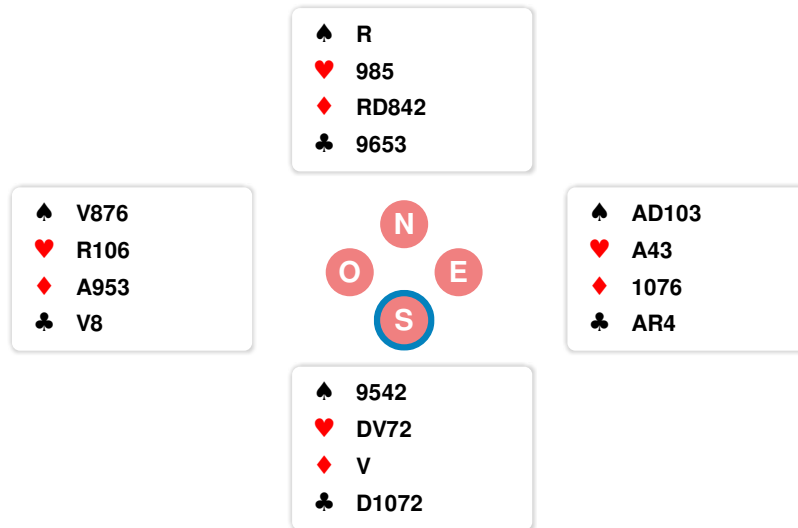 ♠ R
♥ 985
♦ RD842
♣ 9653
♠ V876
♥ R106
♦ A953
♣ V8
N
O E
S
♠ AD103
♥ A43
♦ 1076
♣ AR4
♠ 9542
♥ DV72
♦ V
♣ D1072